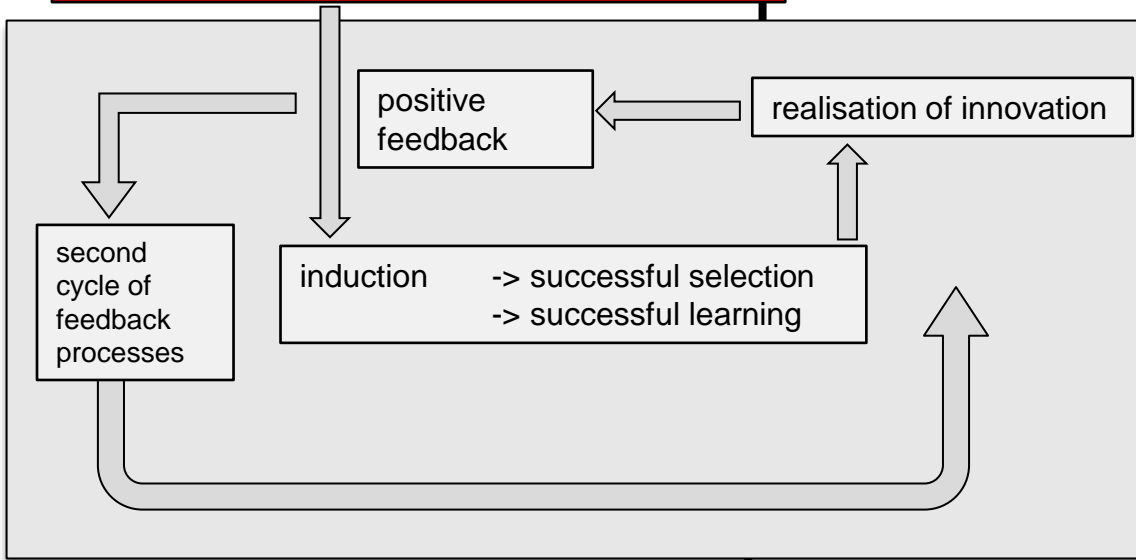 positive
feedback
realisation of innovation
second
cycle of
feedback
processes
induction -> successful selection
-> successful learning